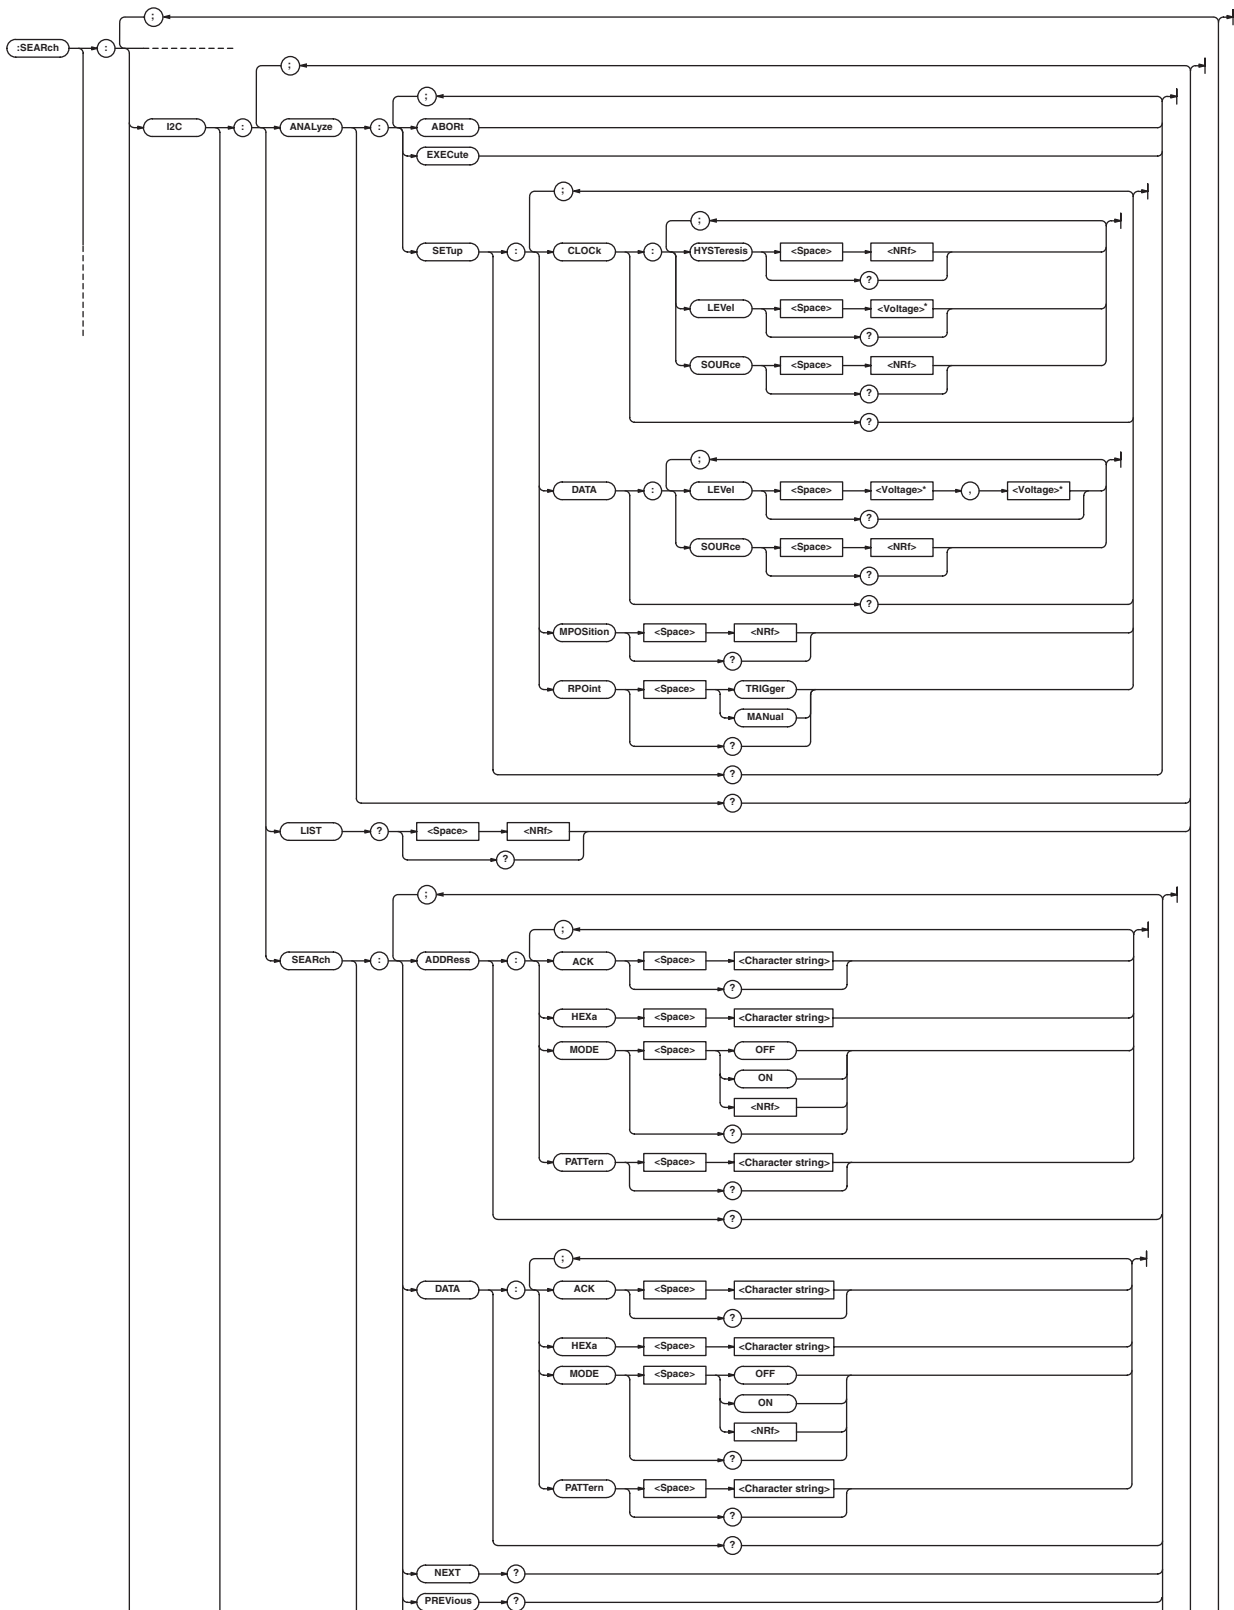 ;
:SEARch :
;
;
I2C : ANALyze : ABORt
EXECute
;
;
SETup : CLOCk : HYSTeresis <Space> <NRf>
?
LEVel <Space> <Voltage>*
?
SOURce <Space> <NRf>
?
?
;
DATA : LEVel <Space> <Voltage>* , <Voltage>*
?
SOURce <Space> <NRf>
?
?
MPOSition <Space> <NRf>
?
RPOint <Space> TRIGger
MANual
?
?
?
LIST ? <Space> <NRf>
?
;
;
SEARch : ADDRess : ACK <Space> <Character string>
?
HEXa <Space> <Character string>
MODE <Space> OFF
ON
<NRf>
?
PATTern <Space> <Character string>
?
?
;
DATA : ACK <Space> <Character string>
?
HEXa <Space> <Character string>
MODE <Space> OFF
ON
<NRf>
?
PATTern <Space> <Character string>
?
?
NEXT ?
PREVious ?